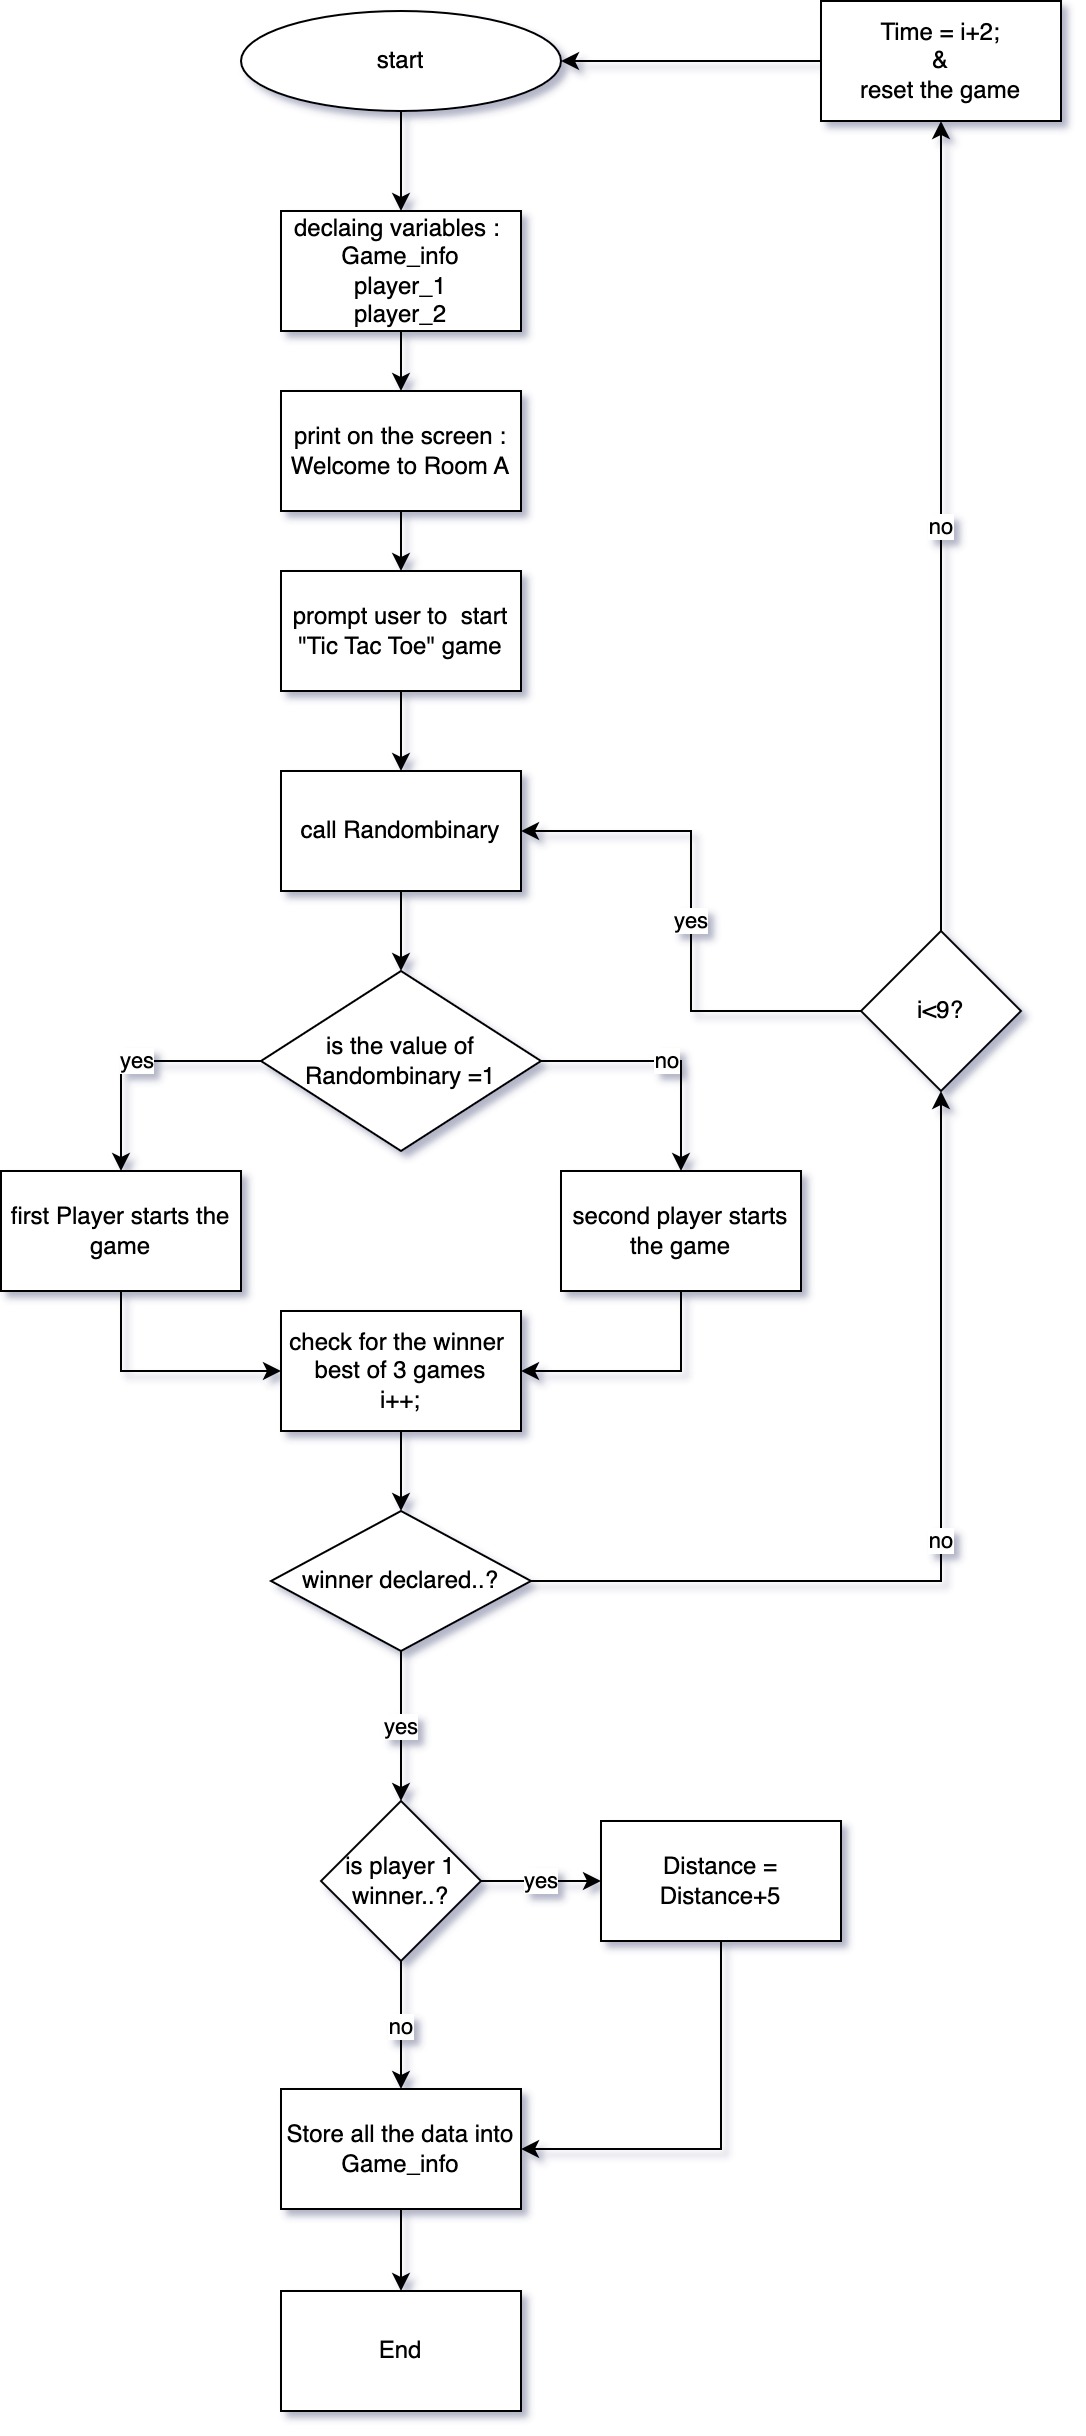 start
Time = i+2;
&
reset the game
declaing variables :
Game_info
player_1
player_2
print on the screen :
Welcome to Room A
no
prompt user to  start
"Tic Tac Toe" game
call Randombinary
yes
i<9?
is the value of
Randombinary =1
yes
no
first Player starts the
game
second player starts
the game
check for the winner
best of 3 games
i++;
no
winner declared..?
yes
is player 1
winner..?
yes
Distance =
Distance+5
no
Store all the data into
Game_info
End